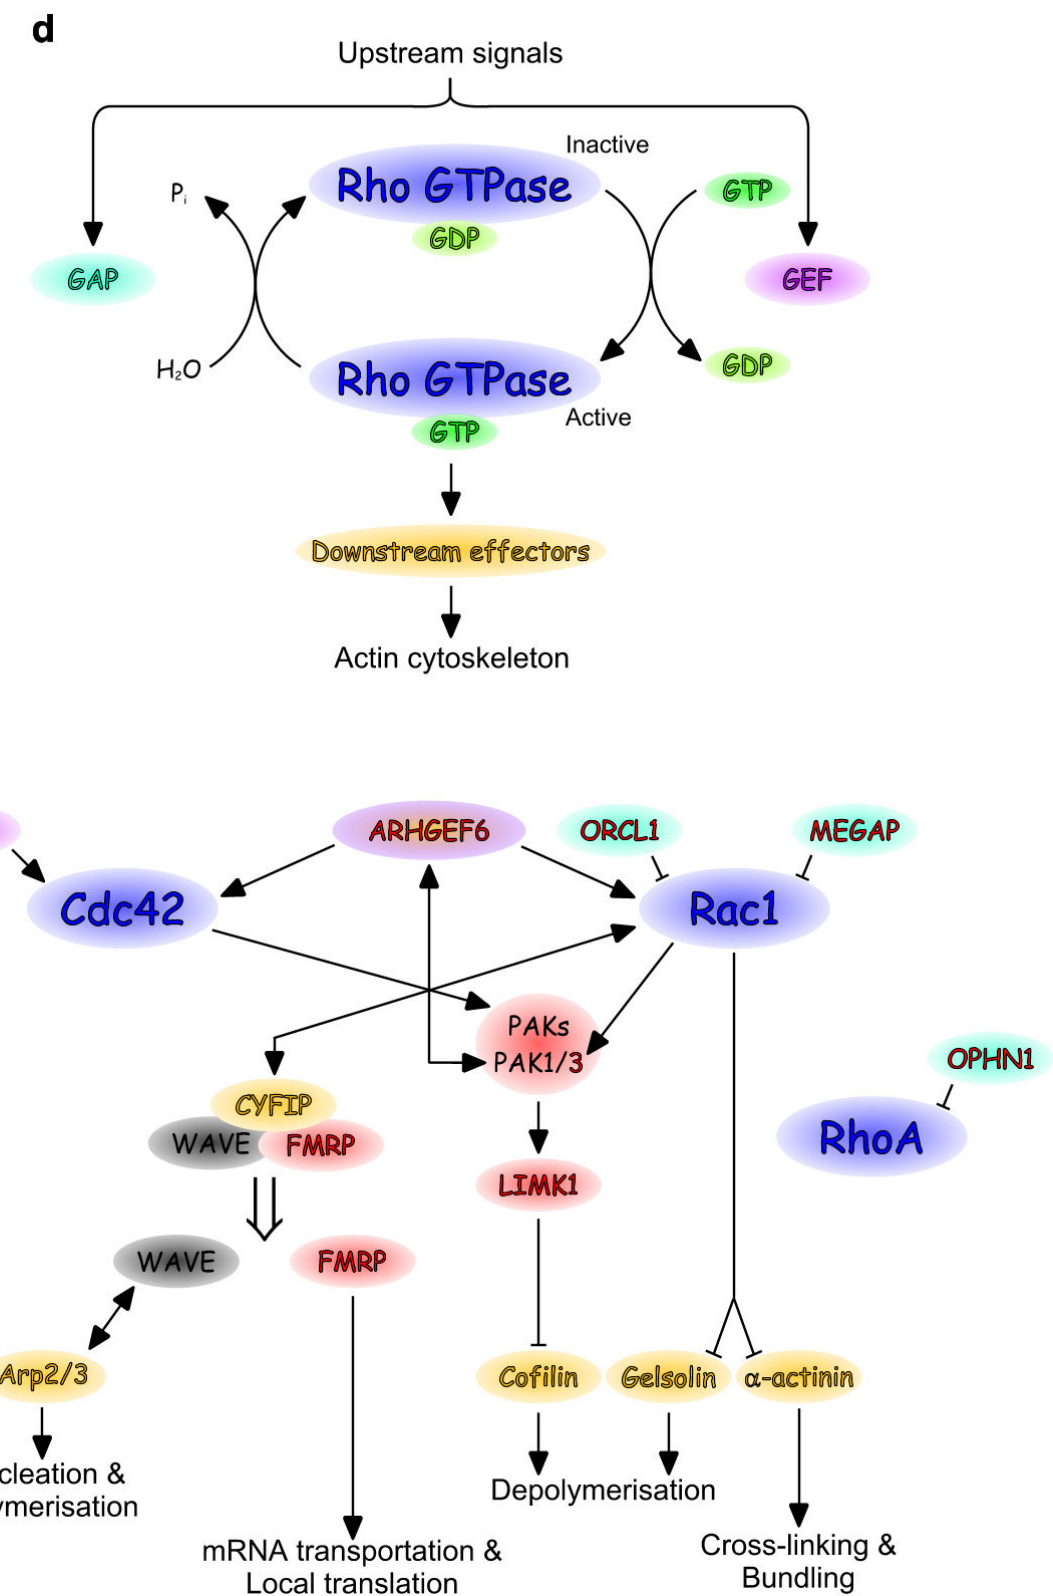 d
Upstream signals
Inactive
Rho GTPase
GDP
GTP
Pi
GAP
GEF
H₂O
Rho GTPase
GTP
Active
GDP
Downstream effectors
Actin cytoskeleton
ARHGEF6
ORCL1
MEGAP
Cdc42
Rac1
PAKs
PAK1/3
OPHN1
CYFIP
WAVE
FMRP
RhoA
LIMK1
WAVE
FMRP
Arp2/3
Cofilin
Gelsolin
α-actinin
cleation &
ymerisation
Depolymerisation
mRNA transportation &
Local translation
Cross-linking &
Bundling